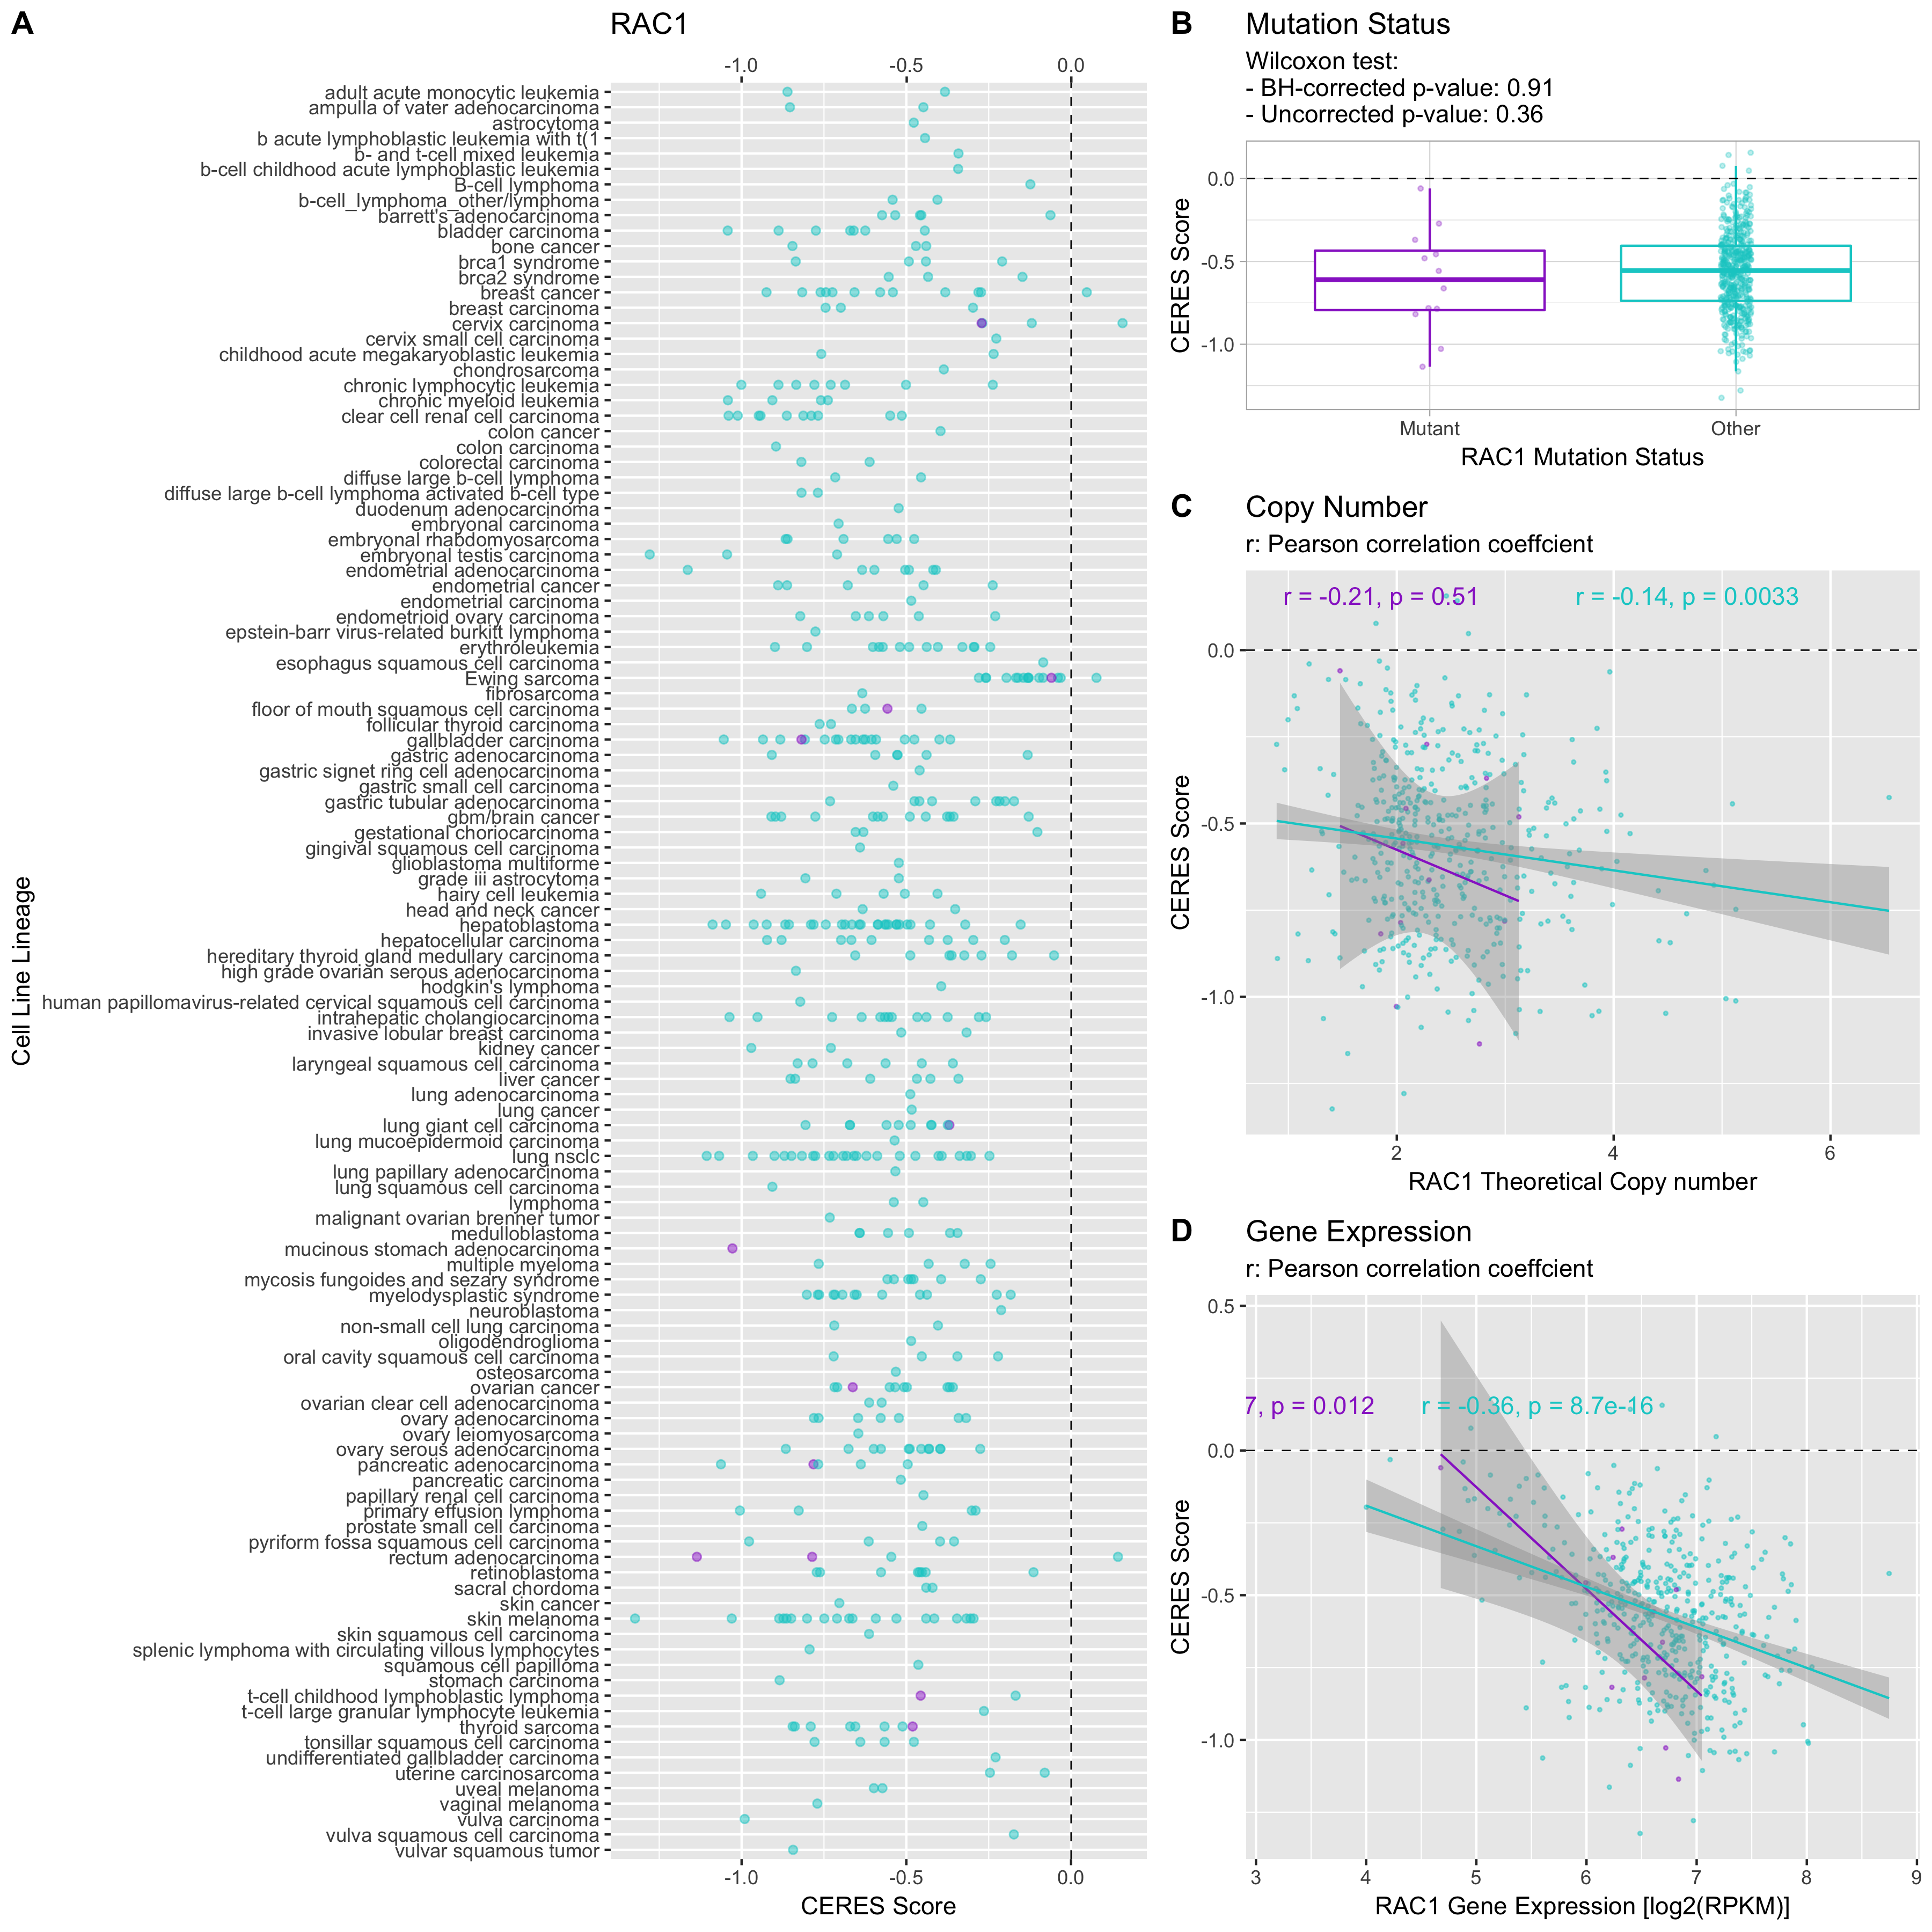 A
RAC1
-1.0 -0.5 0.0
adult acute monocytic leukemia
ampulla of vater adenocarcinoma
astrocytoma
b acute lymphoblastic leukemia with t(1
b- and t-cell mixed leukemia
b-cell childhood acute lymphoblastic leukemia
B-cell lymphoma
b-cell_lymphoma_other/lymphoma
barrett's adenocarcinoma
bladder carcinoma
bone cancer
brca1 syndrome
brca2 syndrome
breast cancer
breast carcinoma
cervix carcinoma
cervix small cell carcinoma
childhood acute megakaryoblastic leukemia
chondrosarcoma
chronic lymphocytic leukemia
chronic myeloid leukemia
clear cell renal cell carcinoma
colon cancer
colon carcinoma
colorectal carcinoma
diffuse large b-cell lymphoma
diffuse large b-cell lymphoma activated b-cell type
duodenum adenocarcinoma
embryonal carcinoma
embryonal rhabdomyosarcoma
embryonal testis carcinoma
endometrial adenocarcinoma
endometrial cancer
endometrial carcinoma
endometrioid ovary carcinoma
epstein-barr virus-related burkitt lymphoma
erythroleukemia
esophagus squamous cell carcinoma
Ewing sarcoma
fibrosarcoma
floor of mouth squamous cell carcinoma
follicular thyroid carcinoma
gallbladder carcinoma
gastric adenocarcinoma
gastric signet ring cell adenocarcinoma
gastric small cell carcinoma
gastric tubular adenocarcinoma
gbm/brain cancer
gestational choriocarcinoma
gingival squamous cell carcinoma
glioblastoma multiforme
grade iii astrocytoma
hairy cell leukemia
head and neck cancer
hepatoblastoma
hepatocellular carcinoma
hereditary thyroid gland medullary carcinoma
high grade ovarian serous adenocarcinoma
hodgkin's lymphoma
human papillomavirus-related cervical squamous cell carcinoma
intrahepatic cholangiocarcinoma
invasive lobular breast carcinoma
kidney cancer
laryngeal squamous cell carcinoma
liver cancer
lung adenocarcinoma
lung cancer
lung giant cell carcinoma
lung mucoepidermoid carcinoma
lung nsclc
lung papillary adenocarcinoma
lung squamous cell carcinoma
lymphoma
malignant ovarian brenner tumor
medulloblastoma
mucinous stomach adenocarcinoma
multiple myeloma
mycosis fungoides and sezary syndrome
myelodysplastic syndrome
neuroblastoma
non-small cell lung carcinoma
oligodendroglioma
oral cavity squamous cell carcinoma
osteosarcoma
ovarian cancer
ovarian clear cell adenocarcinoma
ovary adenocarcinoma
ovary leiomyosarcoma
ovary serous adenocarcinoma
pancreatic adenocarcinoma
pancreatic carcinoma
papillary renal cell carcinoma
primary effusion lymphoma
prostate small cell carcinoma
pyriform fossa squamous cell carcinoma
rectum adenocarcinoma
retinoblastoma
sacral chordoma
skin cancer
skin melanoma
skin squamous cell carcinoma
splenic lymphoma with circulating villous lymphocytes
squamous cell papilloma
stomach carcinoma
t-cell childhood lymphoblastic lymphoma
t-cell large granular lymphocyte leukemia
thyroid sarcoma
tonsillar squamous cell carcinoma
undifferentiated gallbladder carcinoma
uterine carcinosarcoma
uveal melanoma
vaginal melanoma
vulva carcinoma
vulva squamous cell carcinoma
vulvar squamous tumor
-1.0 -0.5 0.0
CERES Score
Cell Line Lineage
B
Mutation Status
Wilcoxon test:
- BH-corrected p-value: 0.91
- Uncorrected p-value: 0.36
0.0
-0.5
-1.0
CERES Score
Mutant Other
RAC1 Mutation Status
C
Copy Number
r: Pearson correlation coeffcient
r = -0.21, p = 0.51 r = -0.14, p = 0.0033
0.0
-0.5
-1.0
CERES Score
2 4 6
RAC1 Theoretical Copy number
D
Gene Expression
r: Pearson correlation coeffcient
0.5
7, p = 0.012 r = -0.36, p = 8.7e-16
0.0
-0.5
-1.0
CERES Score
3 4 5 6 7 8 9
RAC1 Gene Expression [log2(RPKM)]